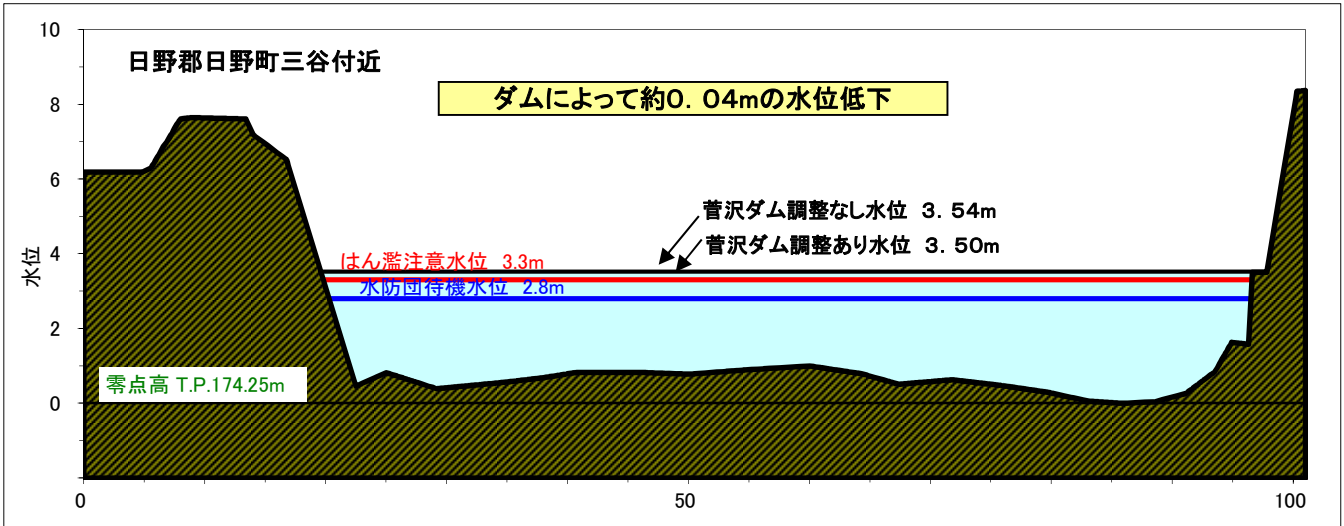 10
日野郡日野町三谷付近
ダムによって約0.04mの水位低下
8
6
菅沢ダム調整なし水位 3.54m
菅沢ダム調整あり水位 3.50m
はん濫注意水位 3.3m
4
水位
水防団待機水位 2.8m
2
零点高 T.P.174.25m
0
0
50
100